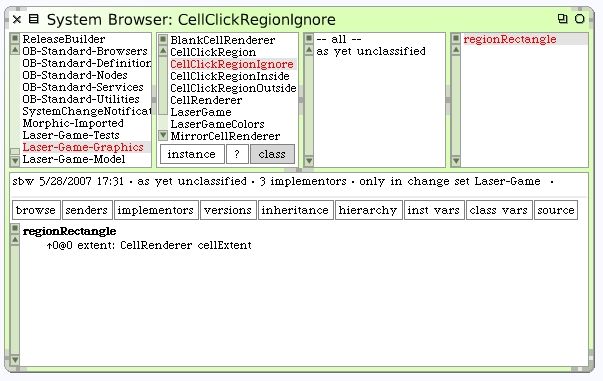 System Browser: CellClickRegionIgnore
ReleaseBuilder
OB-Standard-Browsers
OB-Standard-Definition
OB-Standard-Nodes
OB-Standard-Services
OB-Standard-Utilities
SystemChangeNotificat
Morphic-Imported
Laser-Game-Tests
Laser-Game-Graphics
Laser-Game-Model
BlankCellRenderer
CellClickRegion
CellClickRegionIgnore
CellClickRegionInside
CellClickRegionOutside
CellRenderer
LaserGame
LaserGameColors
MirrorCellRenderer
instance ? class
-- all --
as yet unclassified
regionRectangle
sbw 5/28/2007 17:31 · as yet unclassified · 3 implementors · only in change set Laser-Game ·
browse senders implementors versions inheritance hierarchy inst vars class vars source
regionRectangle
↑0@0 extent: CellRenderer cellExtent